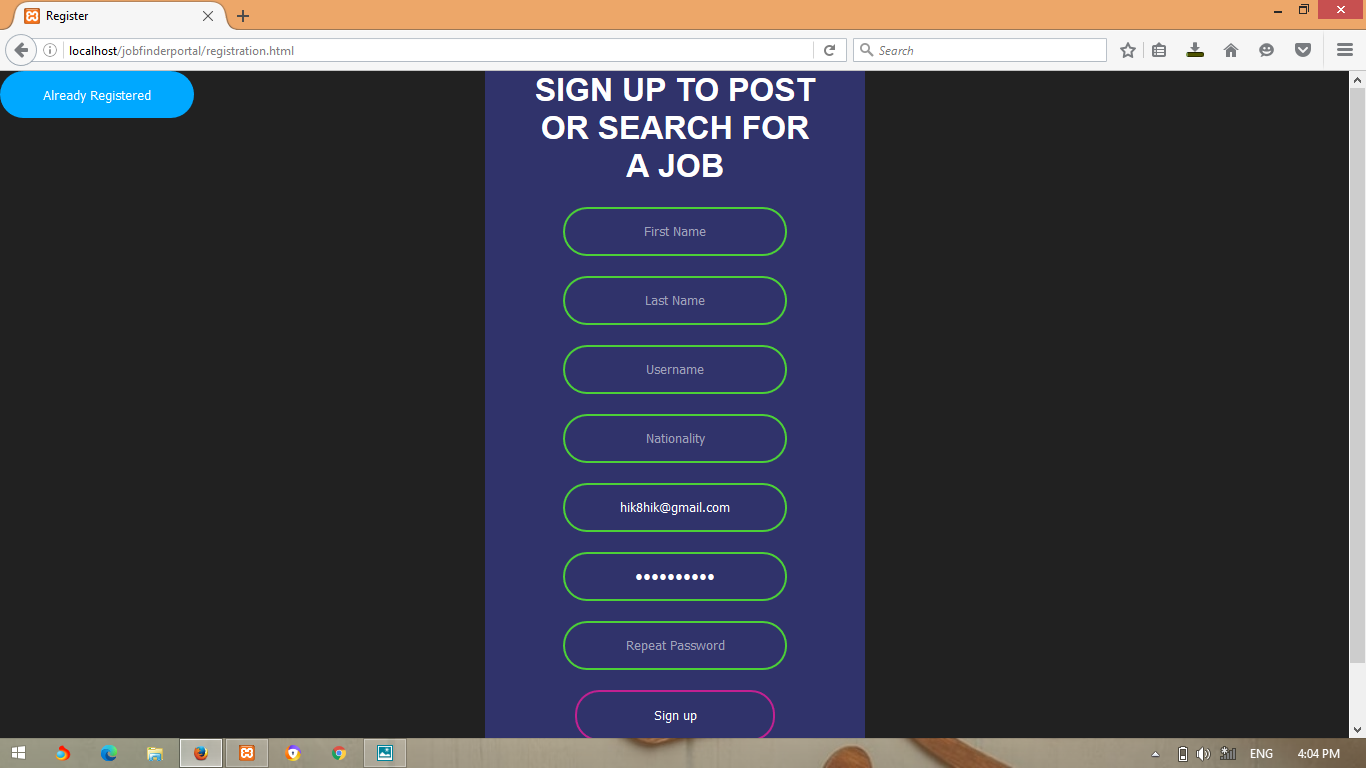 Register
localhost/jobfinderportal/registration.html
Search
Already Registered
SIGN UP TO POST
OR SEARCH FOR
A JOB
First Name
Last Name
Username
Nationality
hik8hik@gmail.com
••••••••••
Repeat Password
Sign up
ENG
4:04 PM